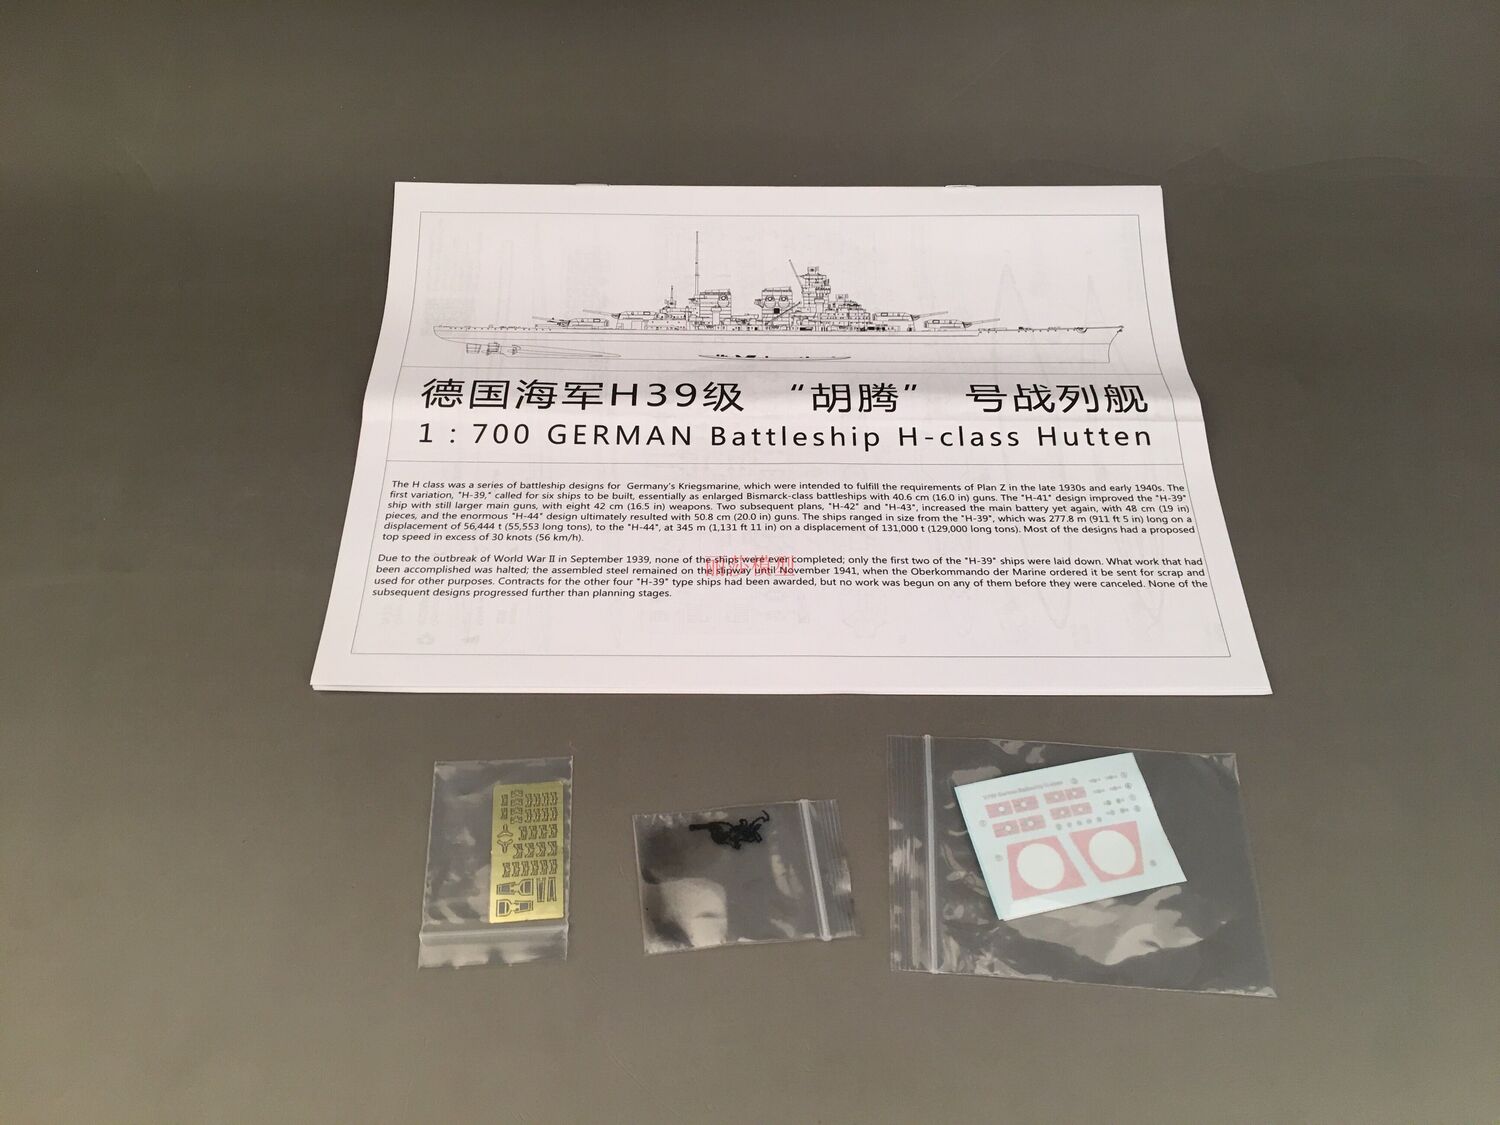 德国海军H39级 “胡腾” 号战列舰
1：700 GERMAN Battleship H-class Hutten
The H class was a series of battleship designs for Germany's Kriegsmarine, which were intended to fulfill the requirements of Plan Z in the late 1930s and early 1940s. The
first variation, "H-39," called for six ships to be built, essentially as enlarged Bismarck-class battleships with 40.6 cm (16.0 in) guns. The "H-41" design improved the "H-39"
ship with still larger main guns, with eight 42 cm (16.5 in) weapons. Two subsequent plans, "H-42" and "H-43", increased the main battery yet again, with 48 cm (19 in)
pieces, and the enormous "H-44" design ultimately resulted with 50.8 cm (20.0 in) guns. The ships ranged in size from the "H-39", which was 277.8 m (911 ft 5 in) long on a
displacement of 56,444 t (55,553 long tons), to the "H-44", at 345 m (1,131 ft 11 in) on a displacement of 131,000 t (129,000 long tons). Most of the designs had a proposed
top speed in excess of 30 knots (56 km/h).
Due to the outbreak of World War II in September 1939, none of the ships were ever completed; only the first two of the "H-39" ships were laid down. What work that had
been accomplished was halted; the assembled steel remained on the slipway until November 1941, when the Oberkommando der Marine ordered it be sent for scrap and
used for other purposes. Contracts for the other four "H-39" type ships had been awarded, but no work was begun on any of them before they were canceled. None of the
subsequent designs progressed further than planning stages.
丽莎模型